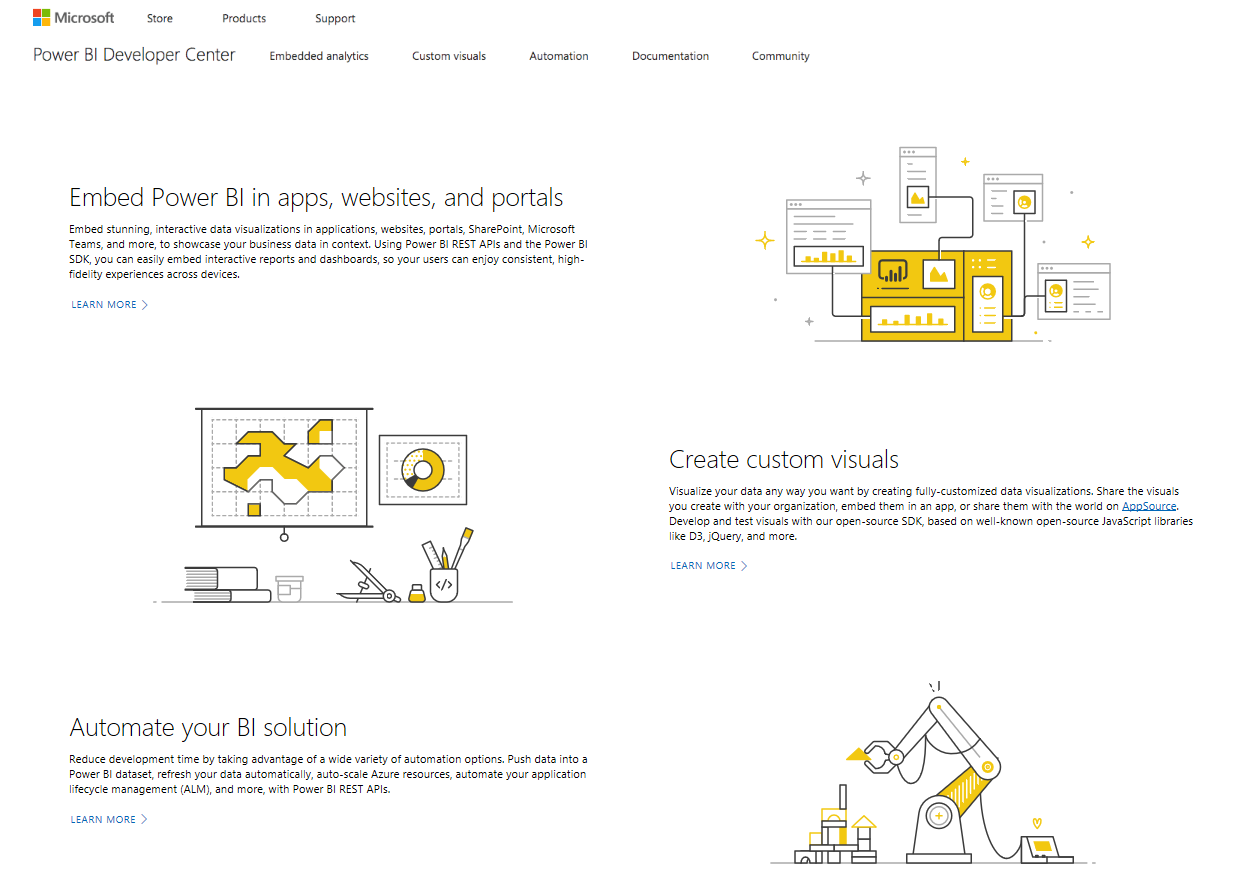 Microsoft Store Products Support
Power BI Developer Center Embedded analytics Custom visuals Automation Documentation Community
Embed Power BI in apps, websites, and portals
Embed stunning, interactive data visualizations in applications, websites, portals, SharePoint, Microsoft
Teams, and more, to showcase your business data in context. Using Power BI REST APIs and the Power BI
SDK, you can easily embed interactive reports and dashboards, so your users can enjoy consistent, high-
fidelity experiences across devices.
LEARN MORE
Create custom visuals
Visualize your data any way you want by creating fully-customized data visualizations. Share the visuals
you create with your organization, embed them in an app, or share them with the world on AppSource.
Develop and test visuals with our open-source SDK, based on well-known open-source JavaScript libraries
like D3, jQuery, and more.
LEARN MORE
</>
Automate your BI solution
Reduce development time by taking advantage of a wide variety of automation options. Push data into a
Power BI dataset, refresh your data automatically, auto-scale Azure resources, automate your application
lifecycle management (ALM), and more, with Power BI REST APIs.
LEARN MORE